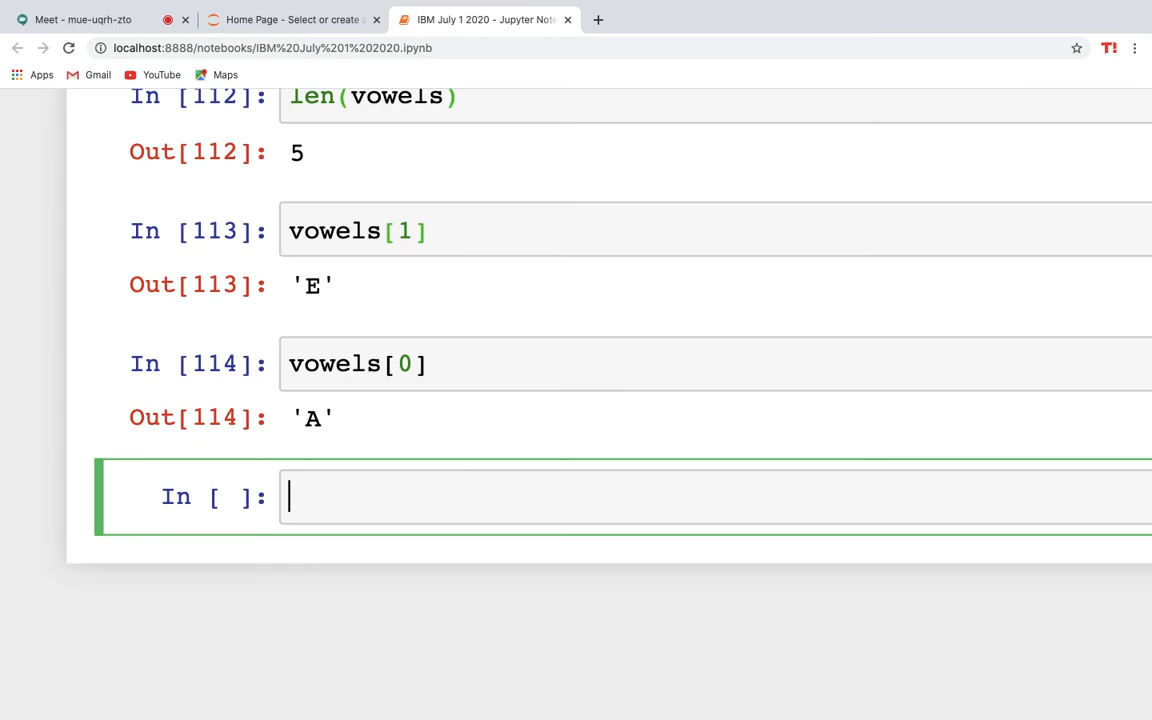 Meet - mue-uqrh-zto
Home Page - Select or create a
IBM July 1 2020 - Jupyter Note
localhost:8888/notebooks/IBM%20July%201%202020.ipynb
T!
Apps
Gmail
YouTube
Maps
In [112]: len(vowels)
Out[112]: 5
In [113]: vowels[1]
Out[113]: 'E'
In [114]: vowels[0]
Out[114]: 'A'
In [ ]: